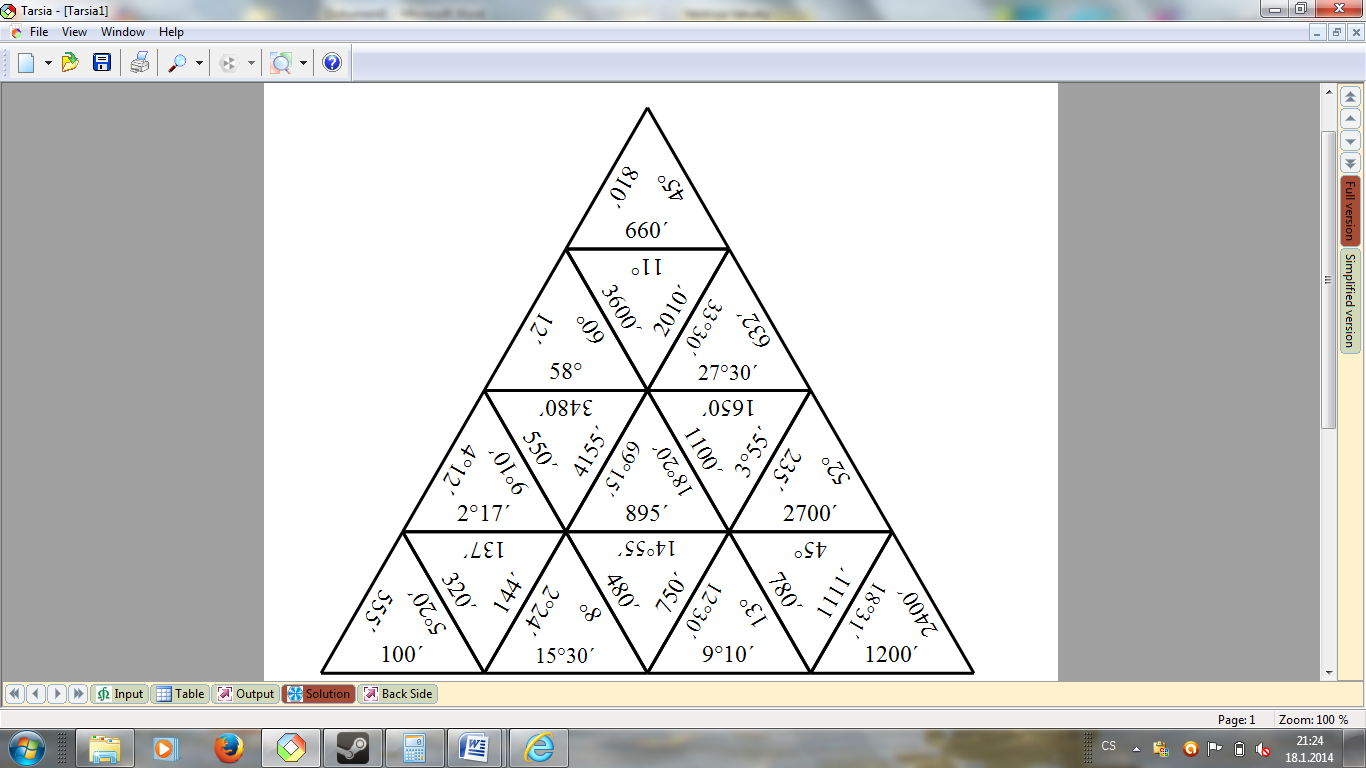 Tarsia - [Tarsia1]
File View Window Help
810´ 45°
660´
11°
3600´ 2010´
12´ 60° 33°30´ 632´
58° 27°30´
3480´ 1650´
550´ 4155´ 1100´ 3°55´
4°12´ 9°10´ 69°15´ 18°20´ 235´ 52°
2°17´ 895´ 2700´
137´ 14°55´ 45°
320´ 144´ 480´ 750´ 780´ 1111´
555´ 5°20´ 2°24´ 8° 12°30´ 13° 18°31´ 2400´
100´ 15°30´ 9°10´ 1200´
Full version
Simplified version
Input Table Output Solution Back Side
Page: 1 Zoom: 100 %
CS 21:24
18.1.2014